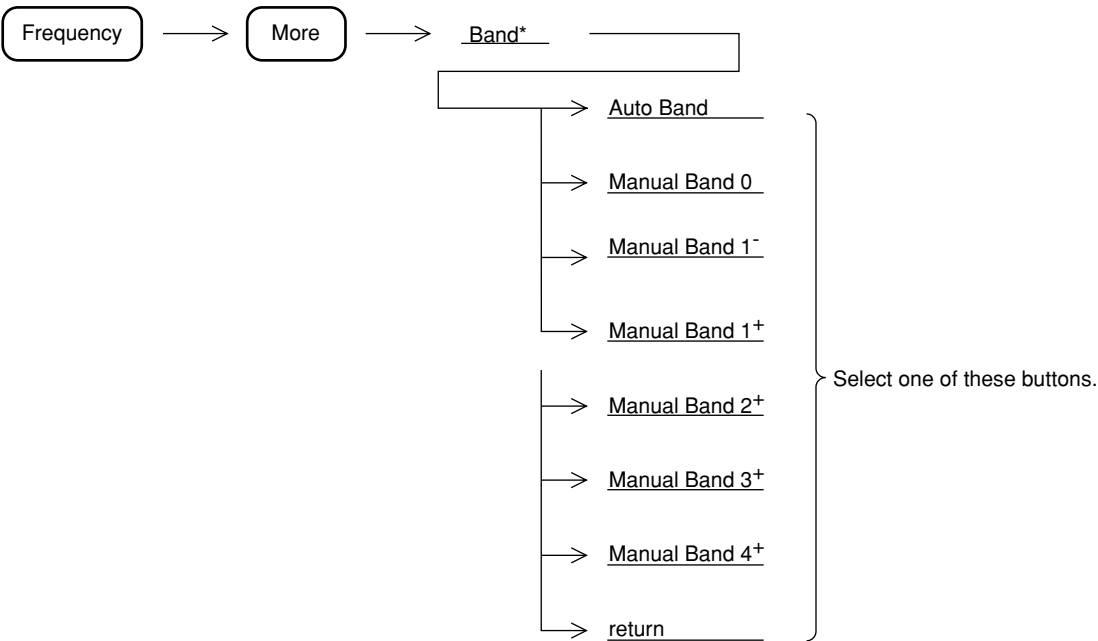 Frequency
More
Band*
Auto Band
Manual Band 0
Manual Band 1⁻
Manual Band 1⁺
Manual Band 2⁺
Manual Band 3⁺
Manual Band 4⁺
return
Select one of these buttons.